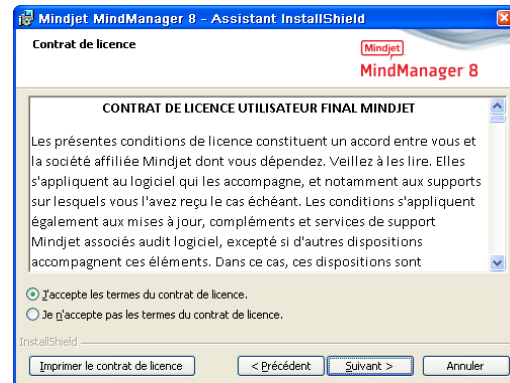 Mindjet MindManager 8 - Assistant InstallShield
Contrat de licence
Mindjet
MindManager 8
CONTRAT DE LICENCE UTILISATEUR FINAL MINDJET
Les présentes conditions de licence constituent un accord entre vous et
la société affiliée Mindjet dont vous dépendez. Veillez à les lire. Elles
s'appliquent au logiciel qui les accompagne, et notamment aux supports
sur lesquels vous l'avez reçu le cas échéant. Les conditions s'appliquent
également aux mises à jour, compléments et services de support
Mindjet associés audit logiciel, excepté si d'autres dispositions
accompagnent ces éléments. Dans ce cas, ces dispositions sont
J'accepte les termes du contrat de licence.
Je n'accepte pas les termes du contrat de licence.
InstallShield
Imprimer le contrat de licence
< Précédent
Suivant >
Annuler